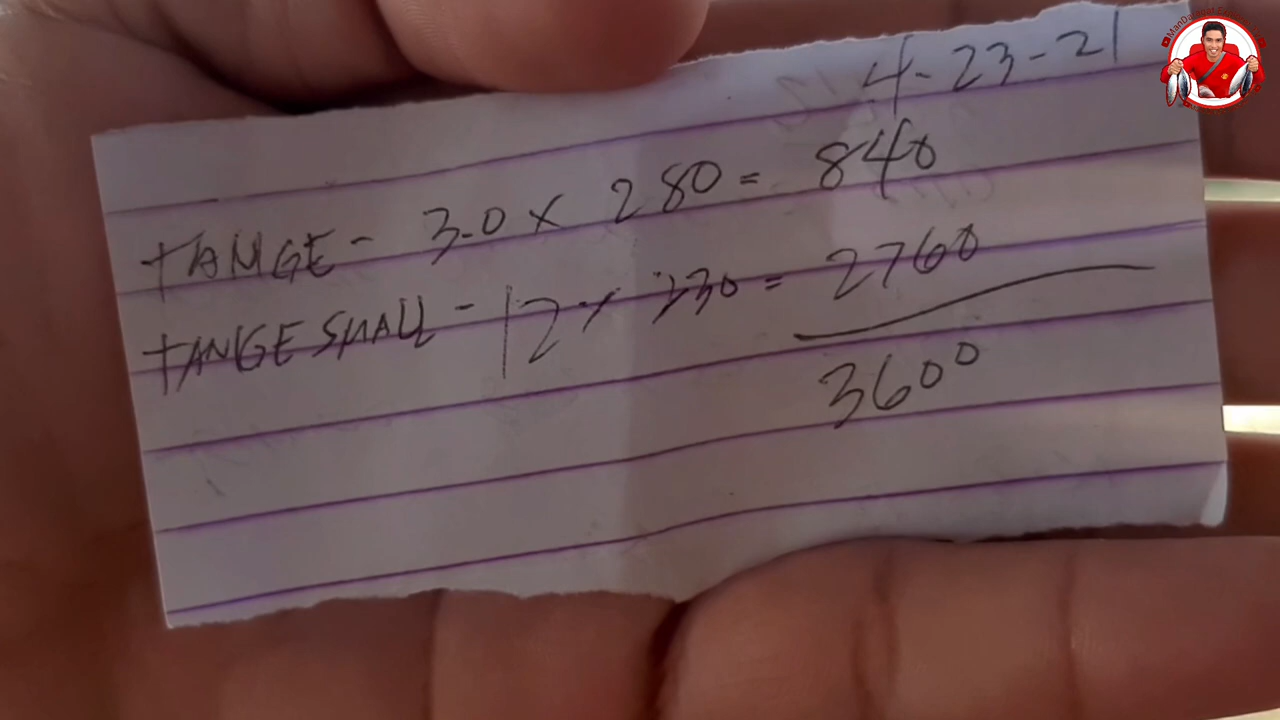 4-23-21
TANGE - 3.0 x 280 = 840
TANGE SMALL - 12 x 230 = 2760
3600